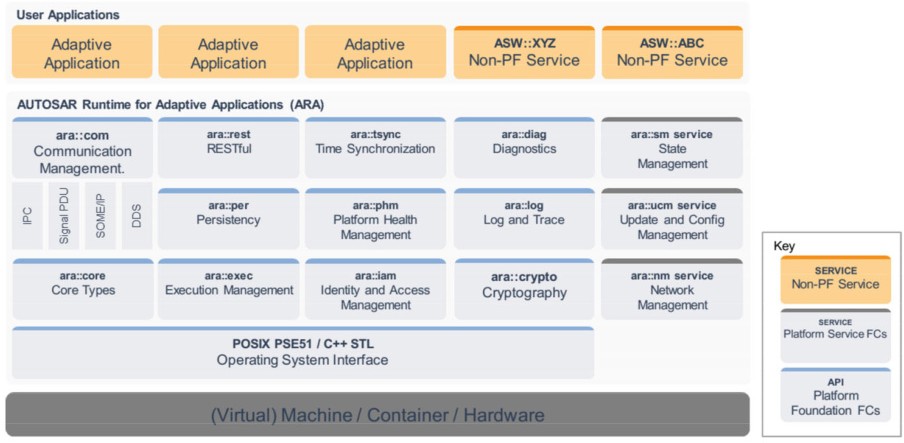 User Applications
Adaptive
Application
Adaptive
Application
Adaptive
Application
ASW::XYZ
Non-PF Service
ASW::ABC
Non-PF Service
AUTOSAR Runtime for Adaptive Applications (ARA)
ara::com
Communication
Management.
ara::rest
RESTful
ara::tsync
Time Synchronization
ara::diag
Diagnostics
ara::sm service
State
Management
IPC
Signal PDU
SOME/IP
DDS
ara::per
Persistency
ara::phm
Platform Health
Management
ara::log
Log and Trace
ara::ucm service
Update and Config
Management
ara::core
Core Types
ara::exec
Execution Management
ara::iam
Identity and Access
Management
ara::crypto
Cryptography
ara::nm service
Network
Management
POSIX PSE51 / C++ STL
Operating System Interface
(Virtual) Machine / Container / Hardware
Key
SERVICE
Non-PF Service
SERVICE
Platform Service FCs
API
Platform
Foundation FCs